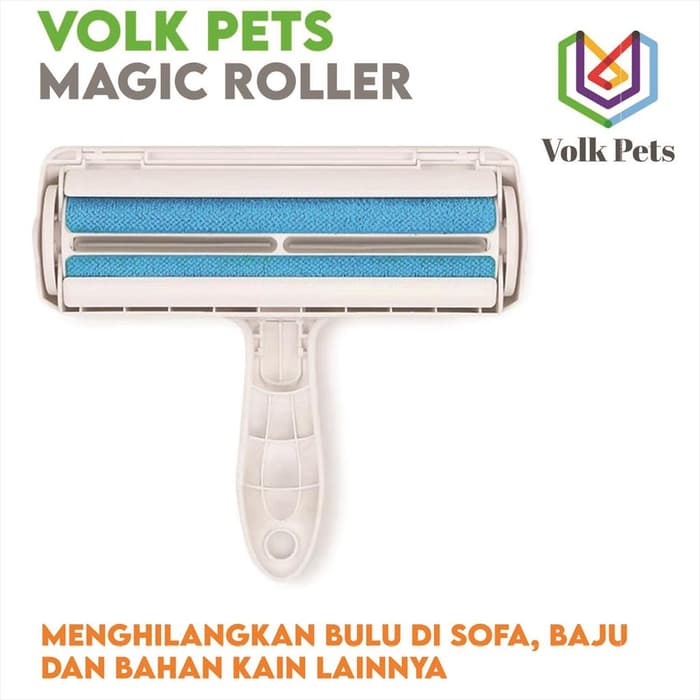 VOLK PETS
MAGIC ROLLER
Volk Pets
MENGHILANGKAN BULU DI SOFA, BAJU
DAN BAHAN KAIN LAINNYA